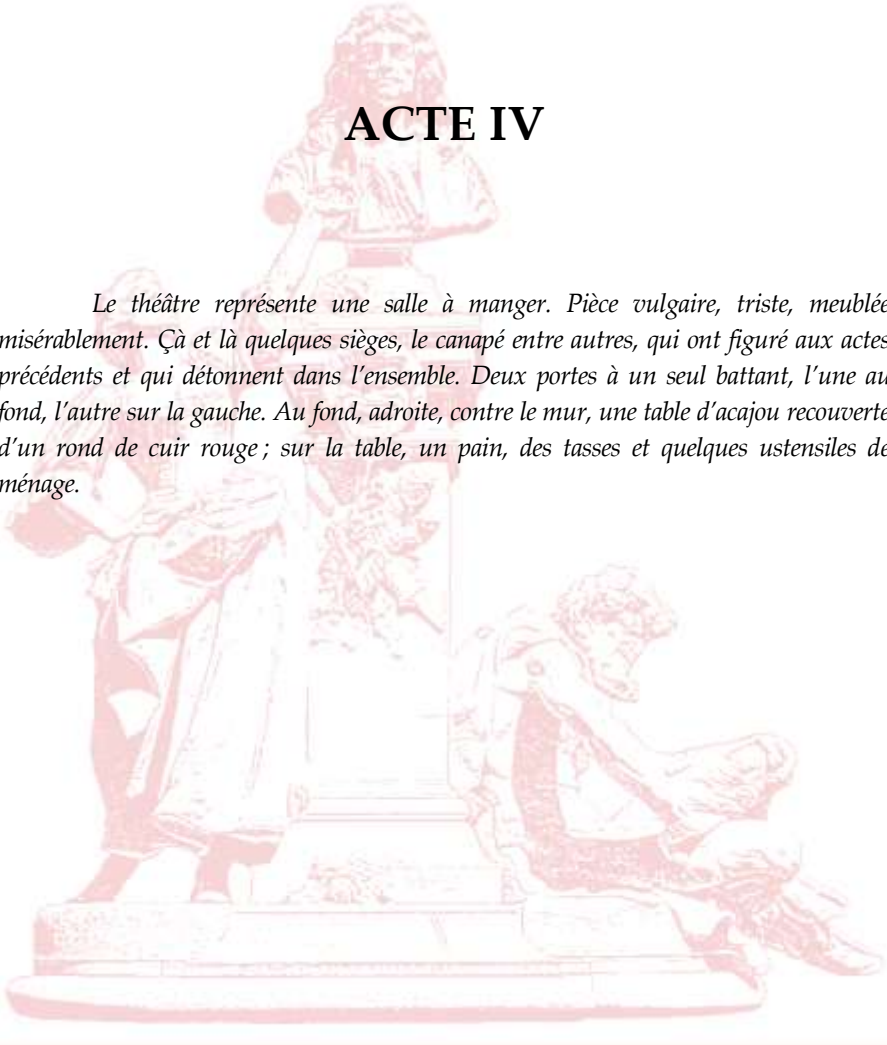 ACTE IV
Le théâtre représente une salle à manger. Pièce vulgaire, triste, meublée
misérablement. Çà et là quelques sièges, le canapé entre autres, qui ont figuré aux actes
précédents et qui détonnent dans l’ensemble. Deux portes à un seul battant, l’une au
fond, l’autre sur la gauche. Au fond, adroite, contre le mur, une table d’acajou recouverte
d’un rond de cuir rouge ; sur la table, un pain, des tasses et quelques ustensiles de
ménage.